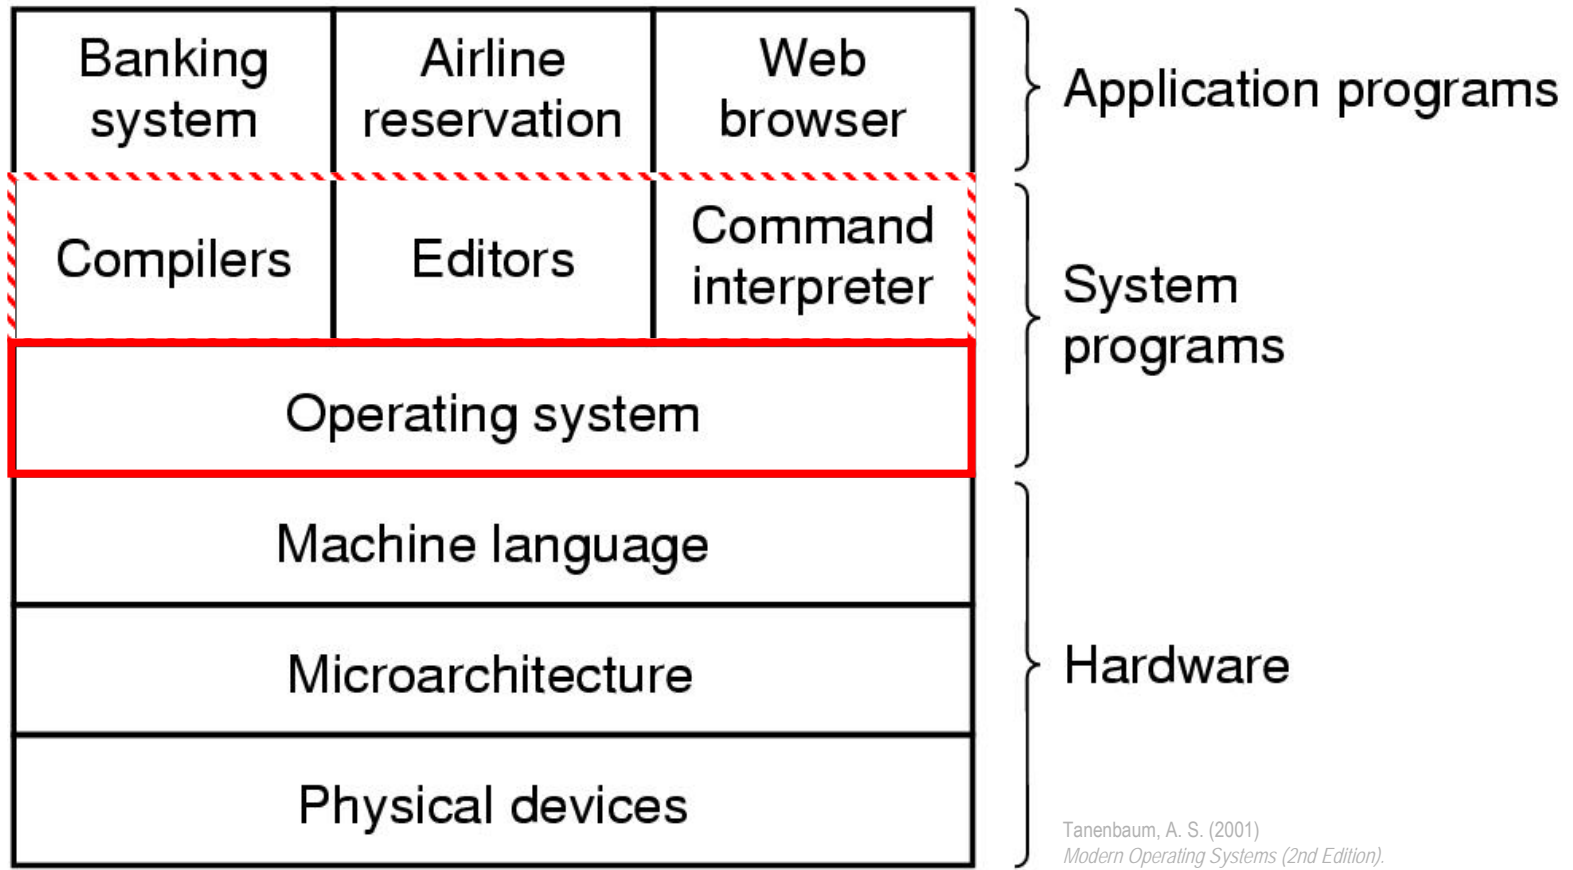 Banking
system
Airline
reservation
Web
browser
Application programs
Compilers
Editors
Command
interpreter
System
programs
Operating system
Machine language
Microarchitecture
Hardware
Physical devices
Tanenbaum, A. S. (2001)
Modern Operating Systems (2nd Edition).